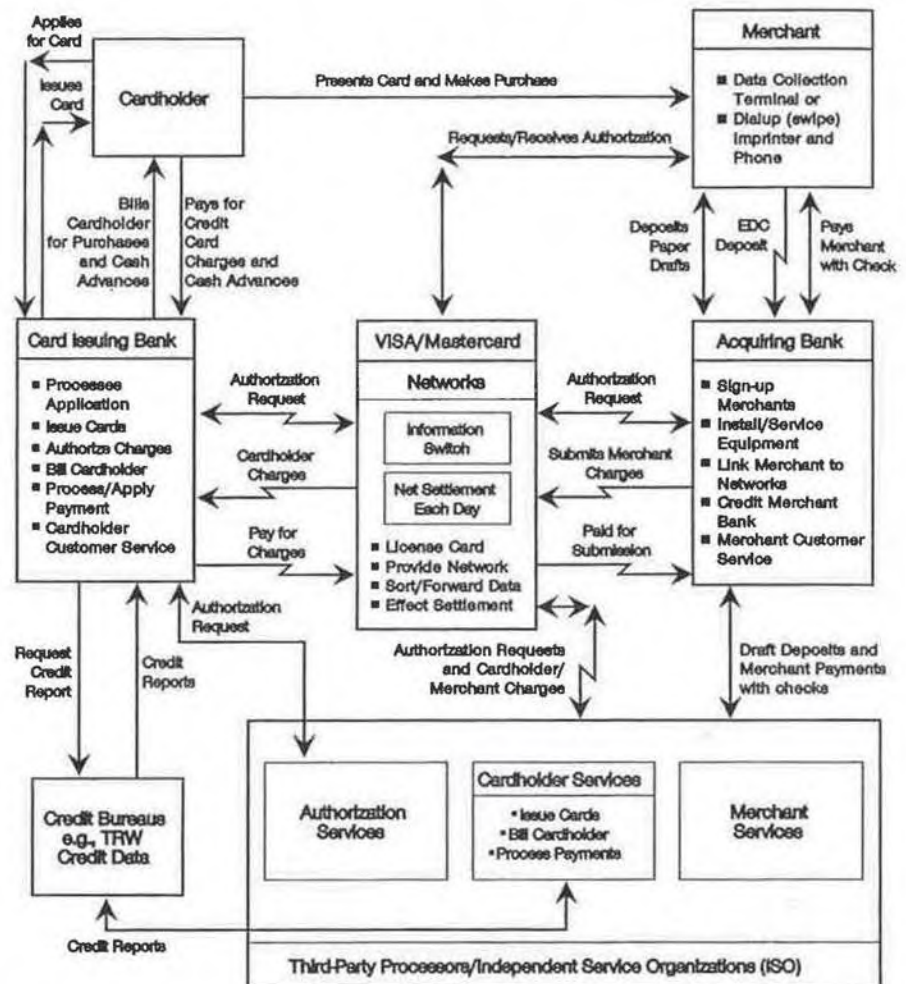 Applies
for Card
Issues
Card
Cardholder
Presents Card and Makes Purchase
Merchant
■ Data Collection
Terminal or
■ Dialup (swipe)
Imprinter and
Phone
Requests/Receives Authorization
Bills
Cardholder
for Purchases
and Cash
Advances
Pays for
Credit
Card
Charges and
Cash Advances
Deposits
Paper
Drafts
EDC
Deposit
Pays
Merchant
with Check
Card Issuing Bank
■ Processes
Application
■ Issue Cards
■ Authorize Charges
■ Bill Cardholder
■ Process/Apply
Payment
■ Cardholder
Customer Service
Authorization
Request
Cardholder
Charges
Pay for
Charges
VISA/Mastercard
Networks
Information
Switch
Net Settlement
Each Day
■ License Card
■ Provide Network
■ Sort/Forward Data
■ Effect Settlement
Authorization
Request
Submits Merchant
Charges
Paid for
Submission
Acquiring Bank
■ Sign-up
Merchants
■ Install/Service
Equipment
■ Link Merchant to
Networks
■ Credit Merchant
Bank
■ Merchant Customer
Service
Request
Credit
Report
Credit
Reports
Authorization
Request
Authorization Requests
and Cardholder/
Merchant Charges
Draft Deposits and
Merchant Payments
with checks
Credit Bureaus
e.g., TRW
Credit Data
Authorization
Services
Cardholder Services
▪ Issue Cards
▪ Bill Cardholder
▪ Process Payments
Merchant
Services
Credit Reports
Third-Party Processors/Independent Service Organizations (ISO)